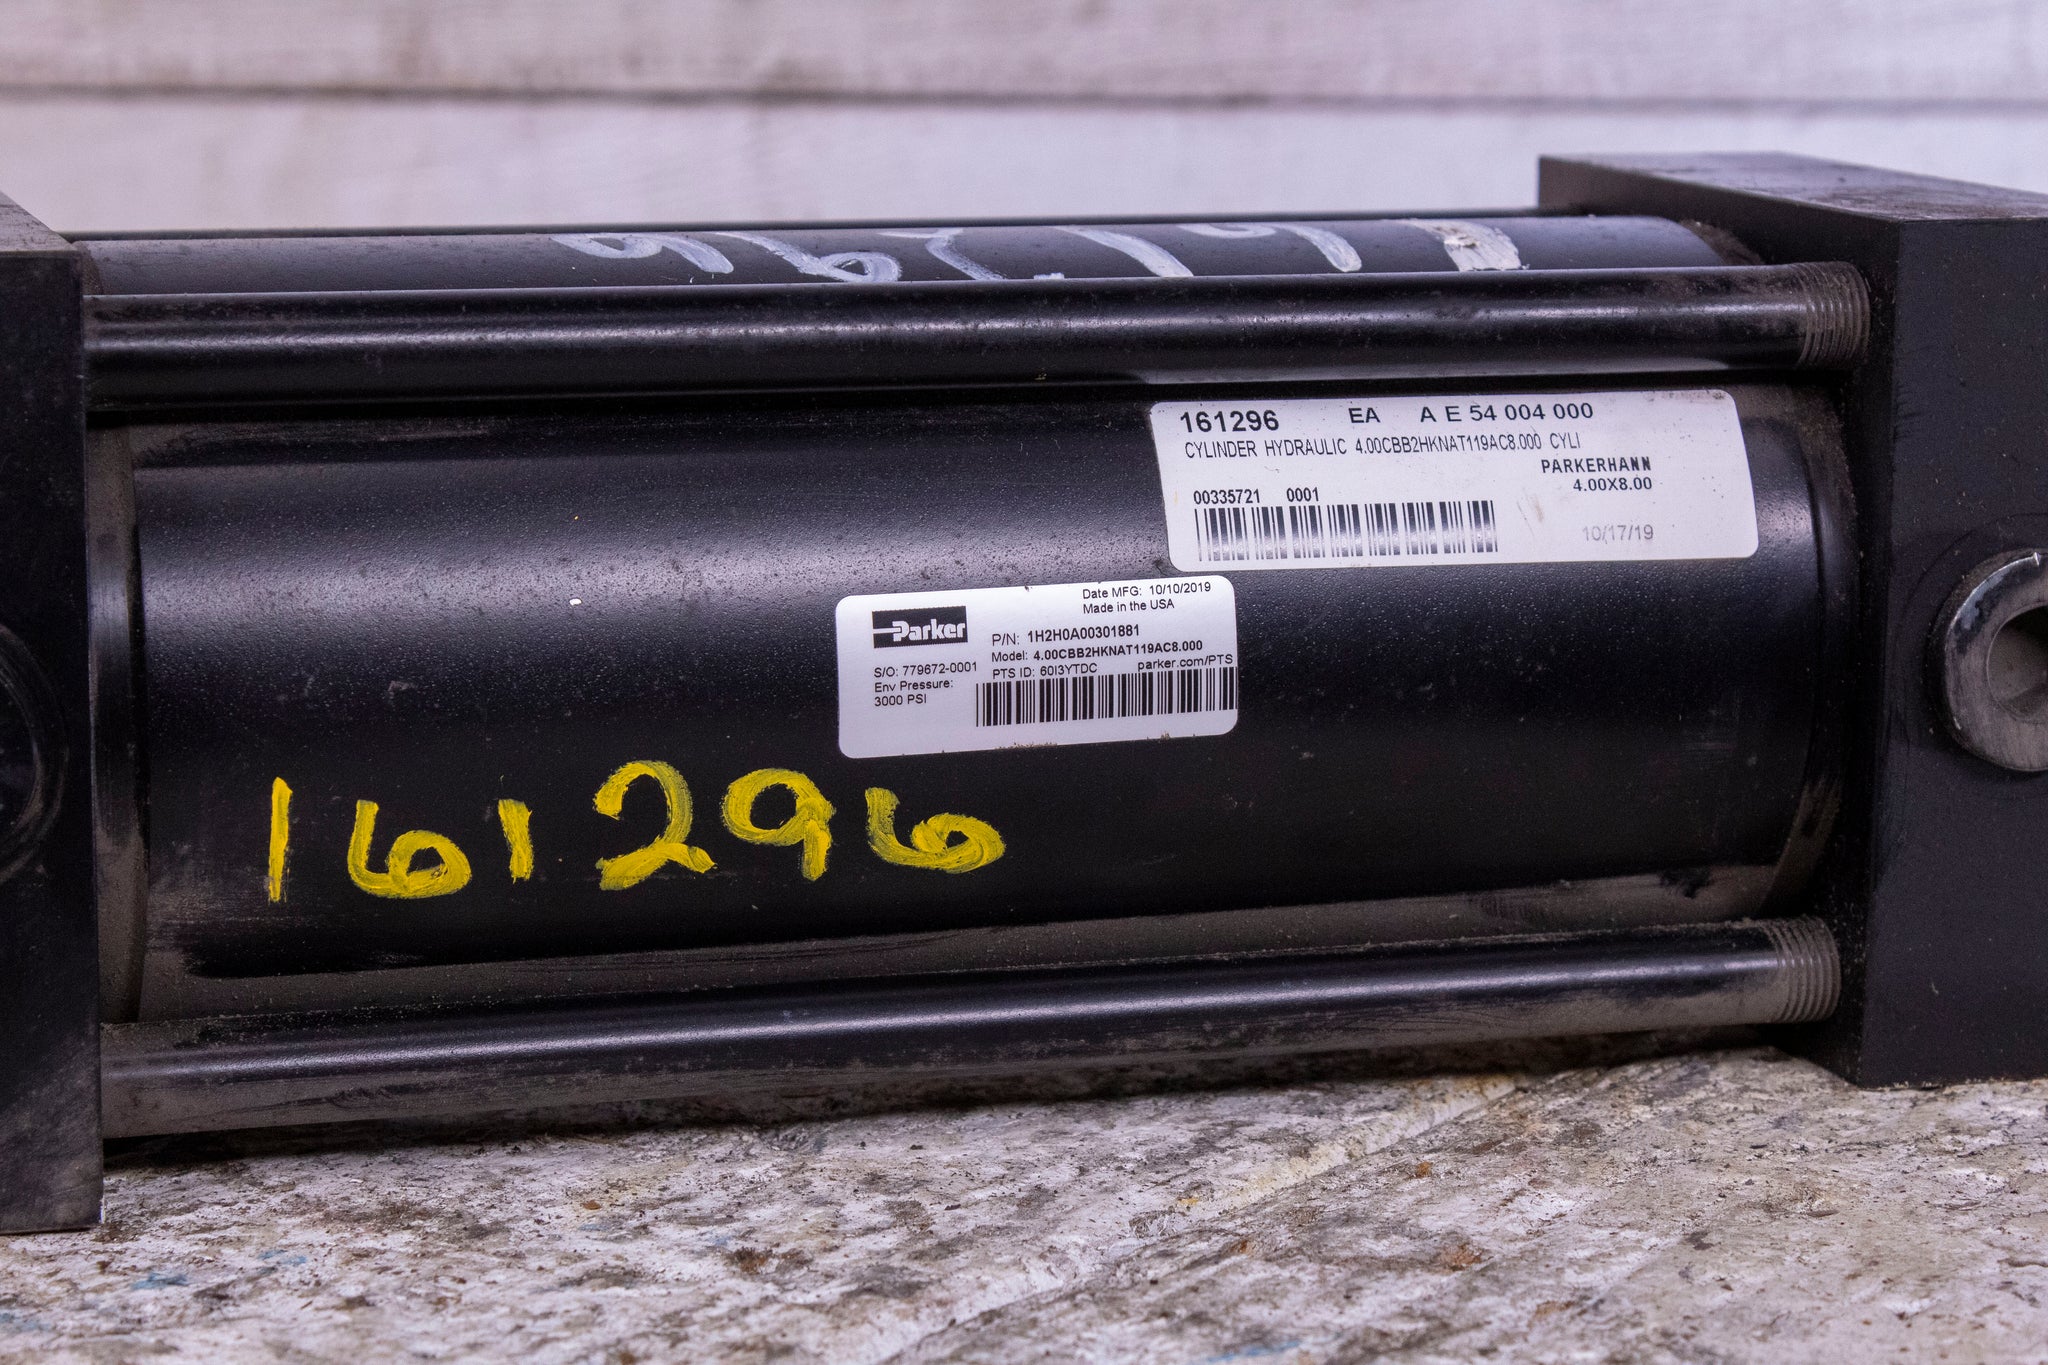 161296 EA A E 54 004 000
CYLINDER HYDRAULIC 4.00CBB2HKNAT119AC8.000 CYLI
PARKERHANN
4.00X8.00
00335721 0001
10/17/19
Date MFG: 10/10/2019
Made in the USA
Parker
P/N: 1H2H0A00301881
Model: 4.00CBB2HKNAT119AC8.000
S/O: 779672-0001
PTS ID: 60I3YTDC parker.com/PTS
Env Pressure:
3000 PSI
161296